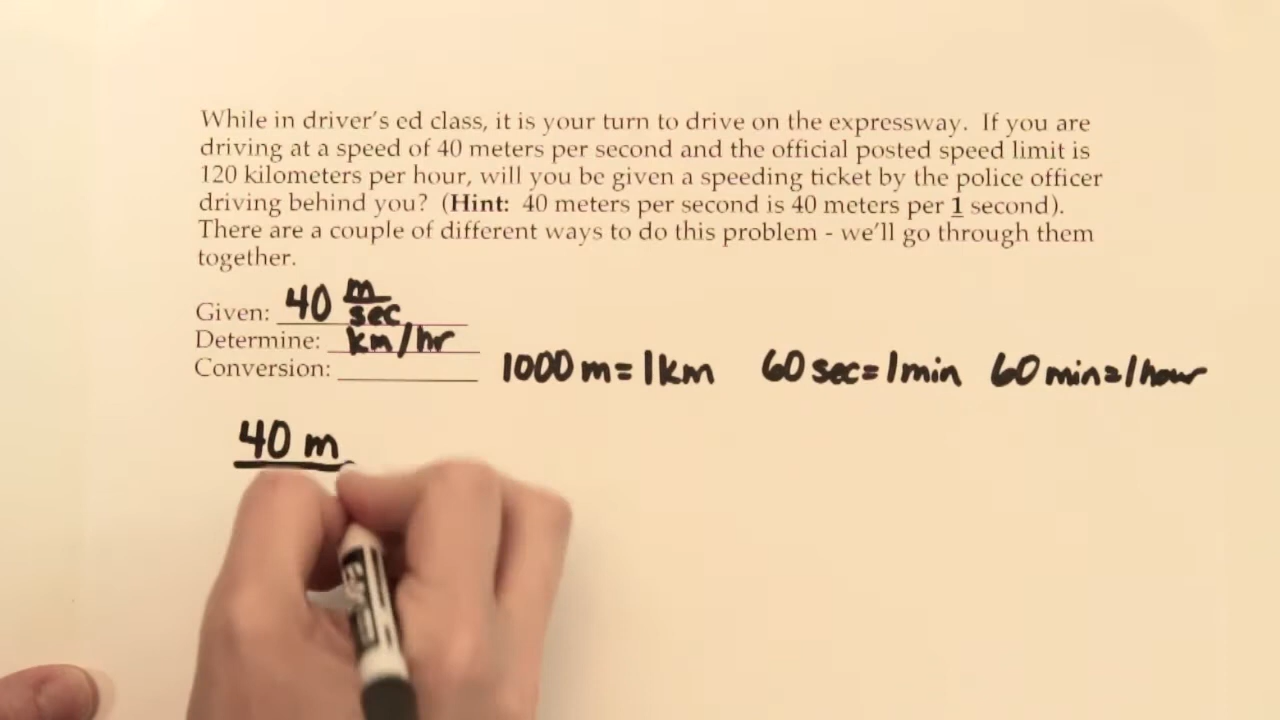 While in driver's ed class, it is your turn to drive on the expressway.  If you are
driving at a speed of 40 meters per second and the official posted speed limit is
120 kilometers per hour, will you be given a speeding ticket by the police officer
driving behind you?  (Hint:  40 meters per second is 40 meters per 1 second).
There are a couple of different ways to do this problem - we'll go through them
together.
Given: 40 m/sec
Determine: km/hr
Conversion: 1000 m = 1 km 60 sec = 1 min 60 min = 1 hour
40 m